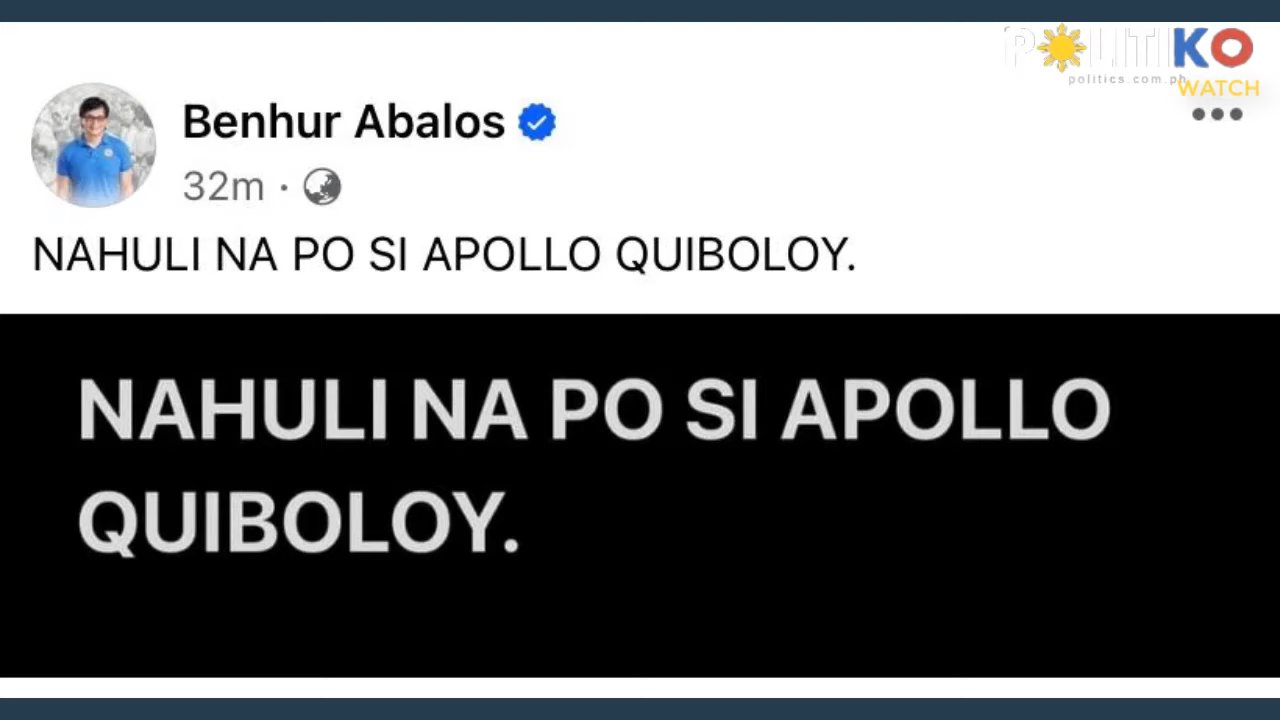 POLITIKO
politics.com.ph
WATCH
Benhur Abalos
32m ·
NAHULI NA PO SI APOLLO QUIBOLOY.
NAHULI NA PO SI APOLLO
QUIBOLOY.